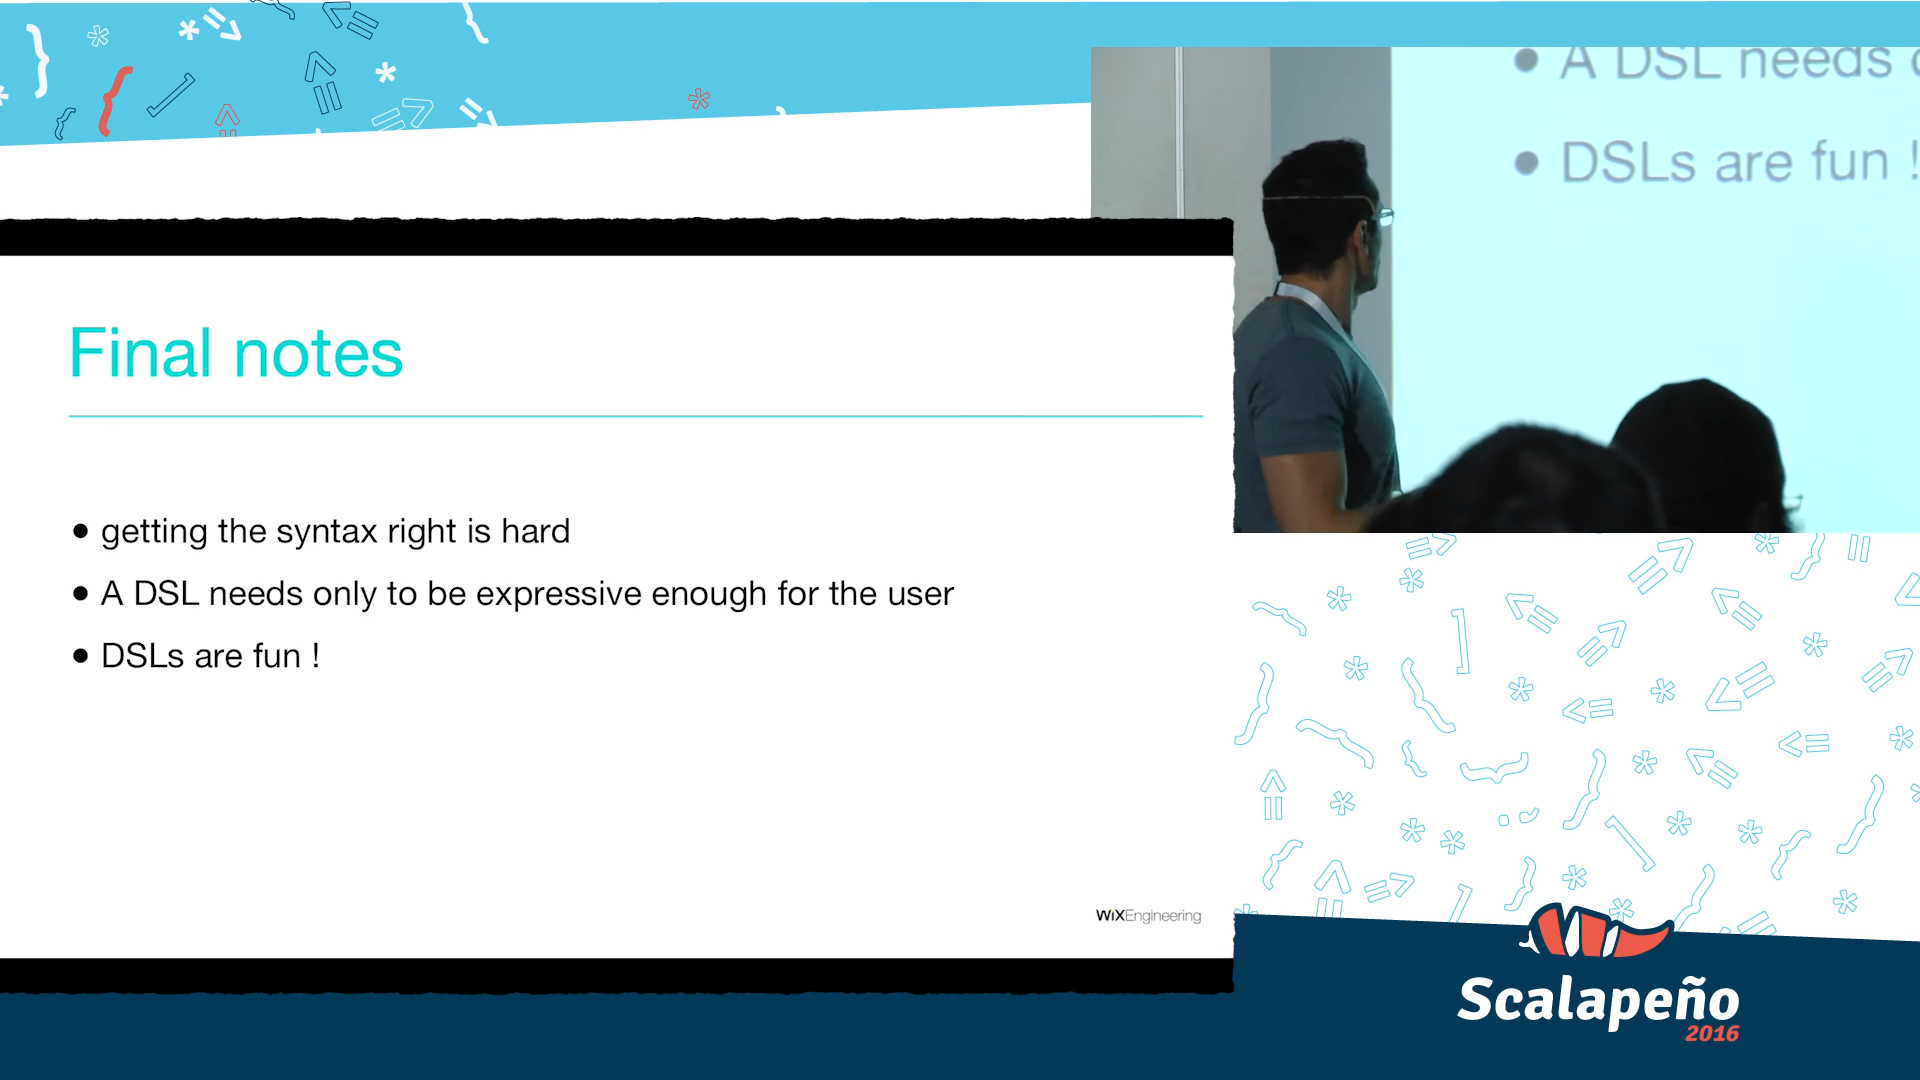 A DSL needs
DSLs are fun !
Final notes
getting the syntax right is hard
A DSL needs only to be expressive enough for the user
DSLs are fun !
WiXEngineering
Scalapeño
2016